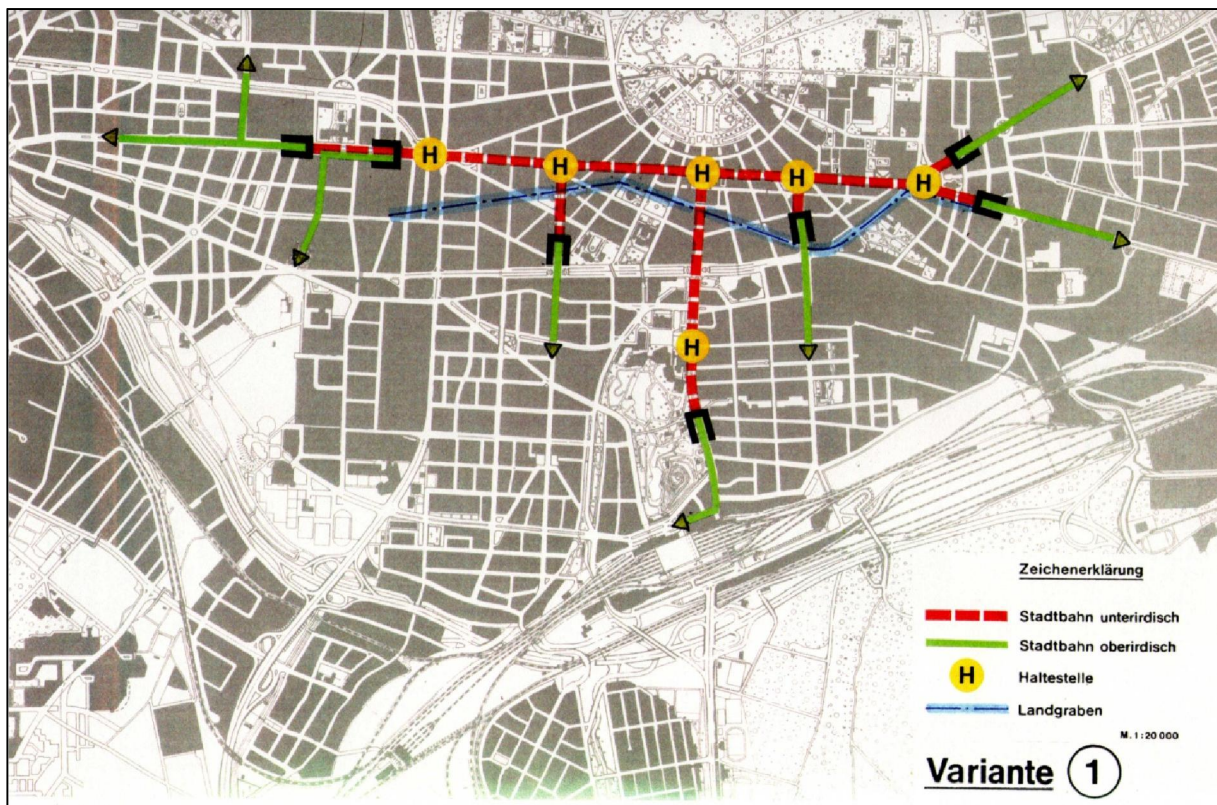 H
H
H
H
H
H
Zeichenerklärung
Stadtbahn unterirdisch
Stadtbahn oberirdisch
H
Haltestelle
Landgraben
M. 1:20 000
Variante 1